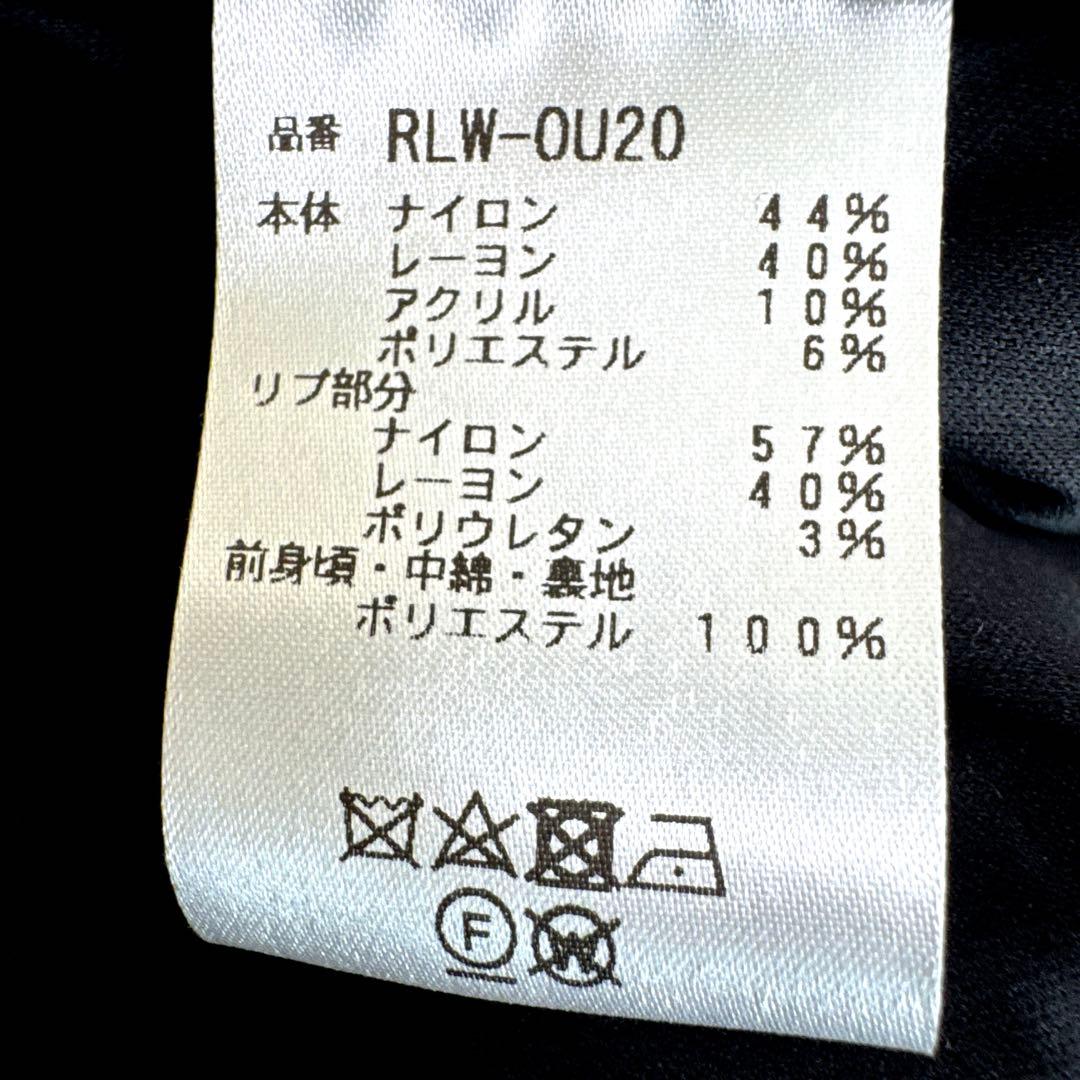 品番 RLW-0U20
本体 ナイロン 44%
レーヨン 40%
アクリル 10%
ポリエステル 6%
リブ部分
ナイロン 57%
レーヨン 40%
ポリウレタン 3%
前身頃・中綿・裏地
ポリエステル 100%
F W